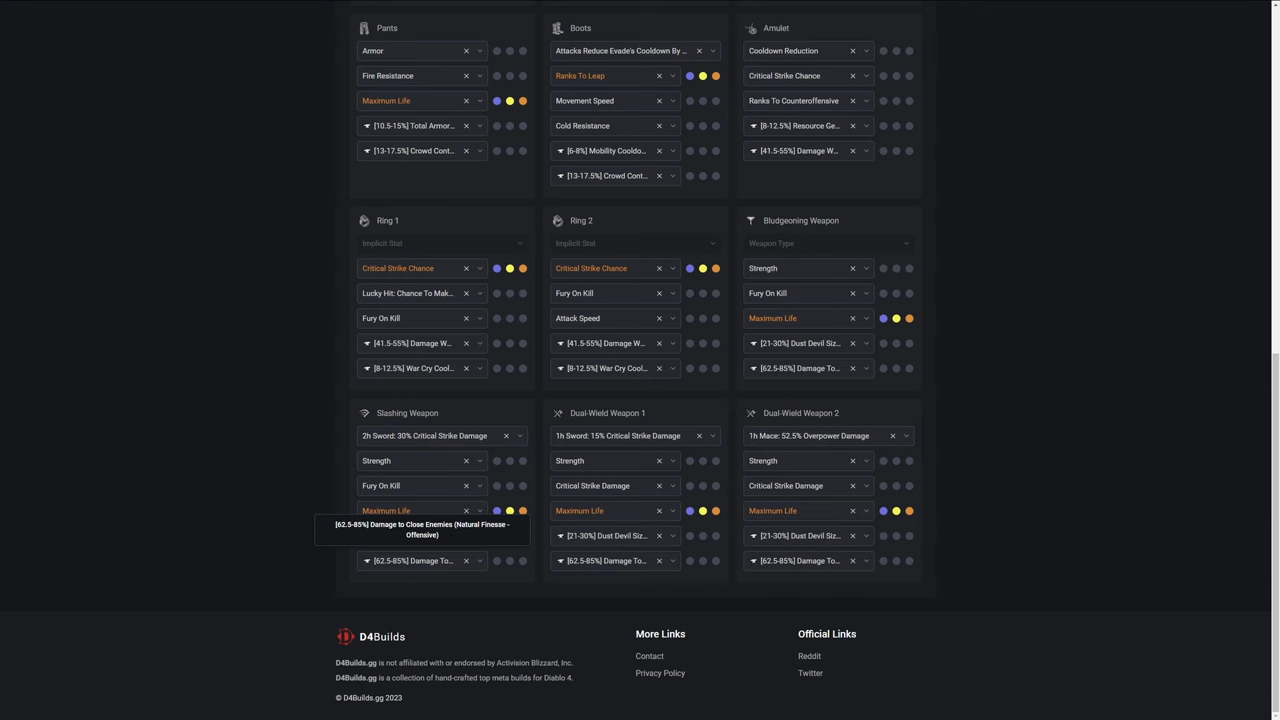 Pants
Armor
Fire Resistance
Maximum Life
[10.5-15%] Total Armor...
[13-17.5%] Crowd Cont...
Boots
Attacks Reduce Evade's Cooldown By ...
Ranks To Leap
Movement Speed
Cold Resistance
[6-8%] Mobility Cooldo...
[13-17.5%] Crowd Cont...
Amulet
Cooldown Reduction
Critical Strike Chance
Ranks To Counteroffensive
[8-12.5%] Resource Ge...
[41.5-55%] Damage W...
Ring 1
Implicit Stat
Critical Strike Chance
Lucky Hit: Chance To Mak...
Fury On Kill
[41.5-55%] Damage W...
[8-12.5%] War Cry Cool...
Ring 2
Implicit Stat
Critical Strike Chance
Fury On Kill
Attack Speed
[41.5-55%] Damage W...
[8-12.5%] War Cry Cool...
Bludgeoning Weapon
Weapon Type
Strength
Fury On Kill
Maximum Life
[21-30%] Dust Devil Siz...
[62.5-85%] Damage To...
Slashing Weapon
2h Sword: 30% Critical Strike Damage
Strength
Fury On Kill
Maximum Life
[62.5-85%] Damage to Close Enemies (Natural Finesse -
Offensive)
[62.5-85%] Damage To...
Dual-Wield Weapon 1
1h Sword: 15% Critical Strike Damage
Strength
Critical Strike Damage
Maximum Life
[21-30%] Dust Devil Siz...
[62.5-85%] Damage To...
Dual-Wield Weapon 2
1h Mace: 52.5% Overpower Damage
Strength
Critical Strike Damage
Maximum Life
[21-30%] Dust Devil Siz...
[62.5-85%] Damage To...
D4Builds
D4Builds.gg is not affiliated with or endorsed by Activision Blizzard, Inc.
D4Builds.gg is a collection of hand-crafted top meta builds for Diablo 4.
© D4Builds.gg 2023
More Links
Contact
Privacy Policy
Official Links
Reddit
Twitter